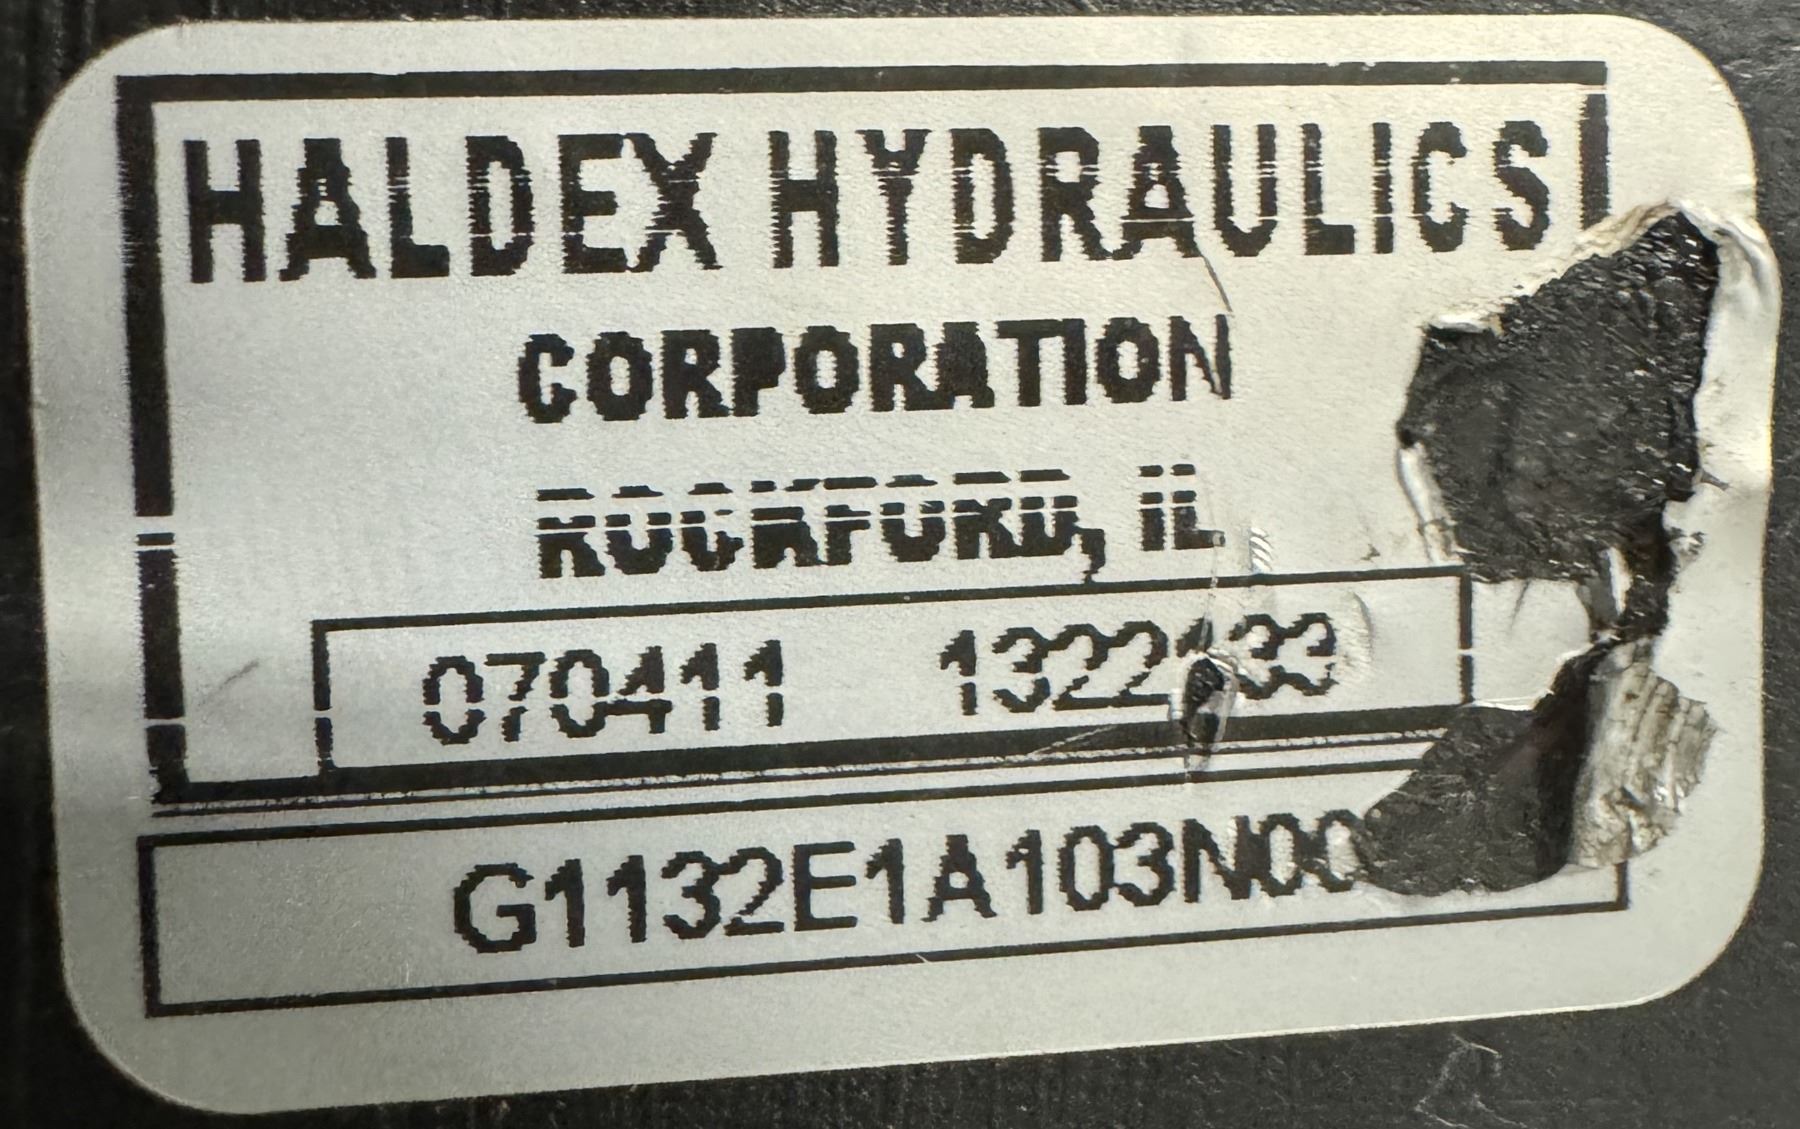 HALDEX HYDRAULICS
CORPORATION
ROCKFORD, IL
070411
G1132E1A103N00